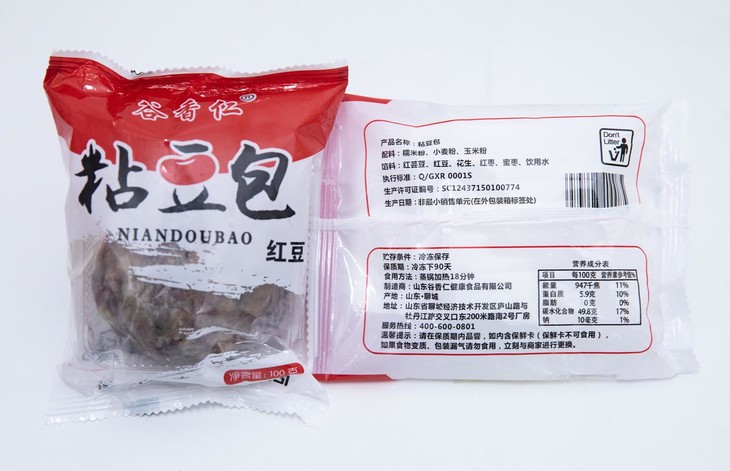 谷香仁
粘豆包
NIANDOUBAO
红豆
净含量：100克
产品名称：粘豆包
配料：糯米粉、小麦粉、玉米粉
馅料：红芸豆、红豆、花生、红枣、蜜枣、饮用水
执行标准：Q/GXR 0001S
生产许可证编号：SC12437150100774
生产日期：非最小销售单元(在外包装箱标签处)
Don't
Litter
贮存条件：冷冻保存
保质期：冷冻下90天
食用方法：蒸锅加热18分钟
制造商：山东谷香仁健康食品有限公司
产地：山东·聊城
地址：山东省聊城经济技术开发区庐山路与
牡丹江路交叉口东200米路南2号厂房
服务热线：400-600-0801
温馨提示：请在保质期内品尝，如内含保鲜卡（保鲜卡不可食用），
如果食物变质、包装漏气请勿食用，立刻与商家进行更换。
营养成分表
项目 每100克 营养素参考值%
能量 947千焦 11%
蛋白质 5.9克 10%
脂肪 0克 0%
碳水化合物 49.8克 17%
钠 10毫克 1%